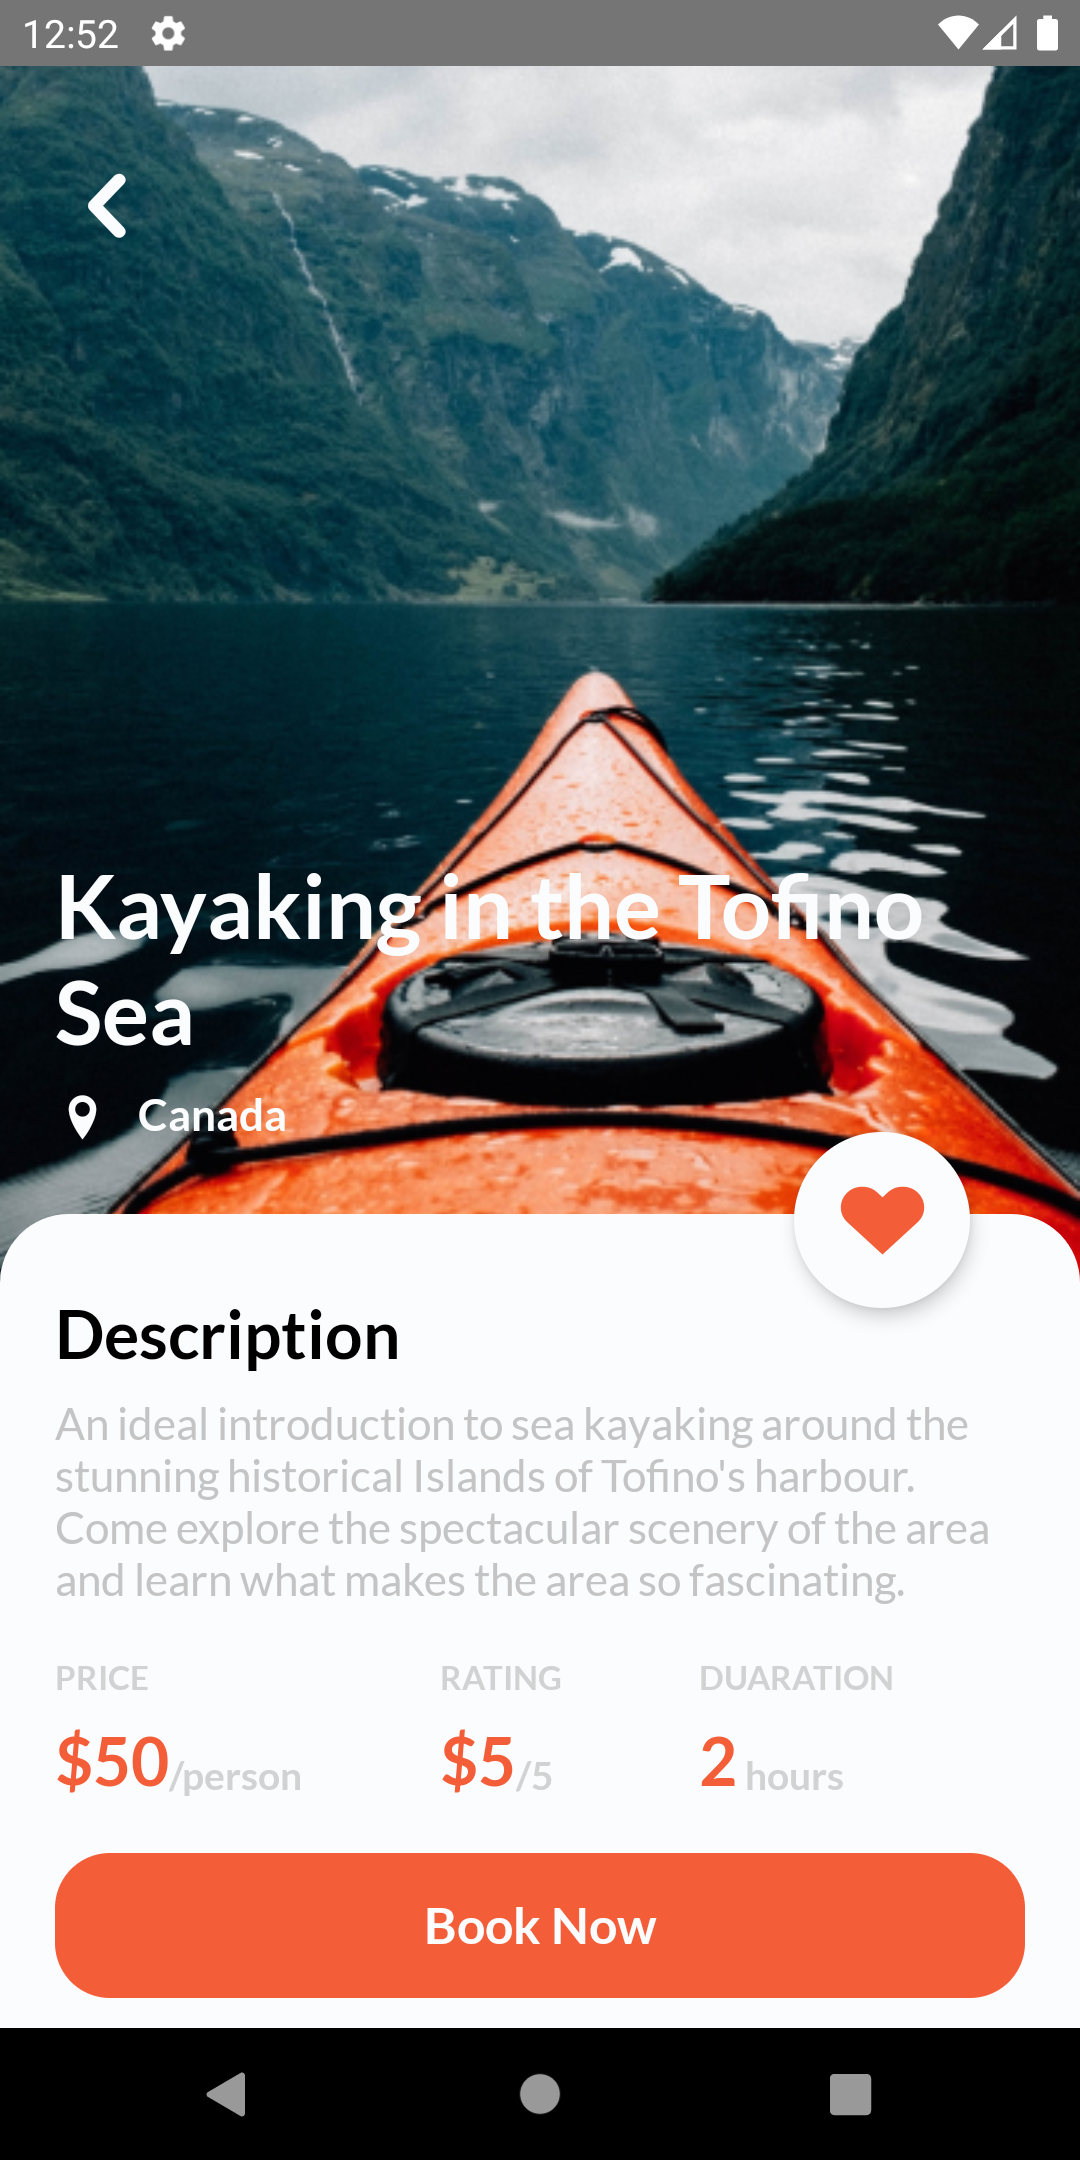 12:52
Kayaking in the Tofino
Sea
Canada
Description
An ideal introduction to sea kayaking around the
stunning historical Islands of Tofino's harbour.
Come explore the spectacular scenery of the area
and learn what makes the area so fascinating.
PRICE RATING DUARATION
$50/person $5/5 2 hours
Book Now